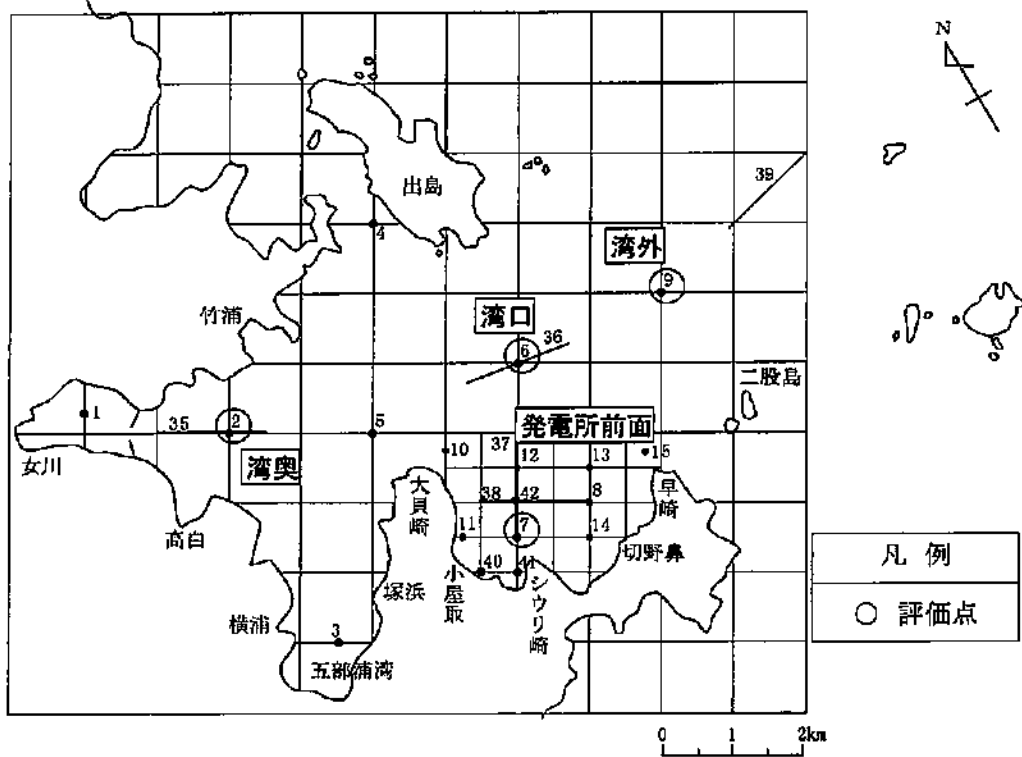 N
出島
39
4
湾外
9
竹浦
湾口
36
6
二股島
1
35
2
5
発電所前面
37
10
12
13
15
女川
湾奥
大貝崎
38
42
8
早崎
高白
11
7
14
切野鼻
小屋取
40
41
シウリ崎
塚浜
横浦
3
五部浦湾
凡例
○ 評価点
0 1 2km